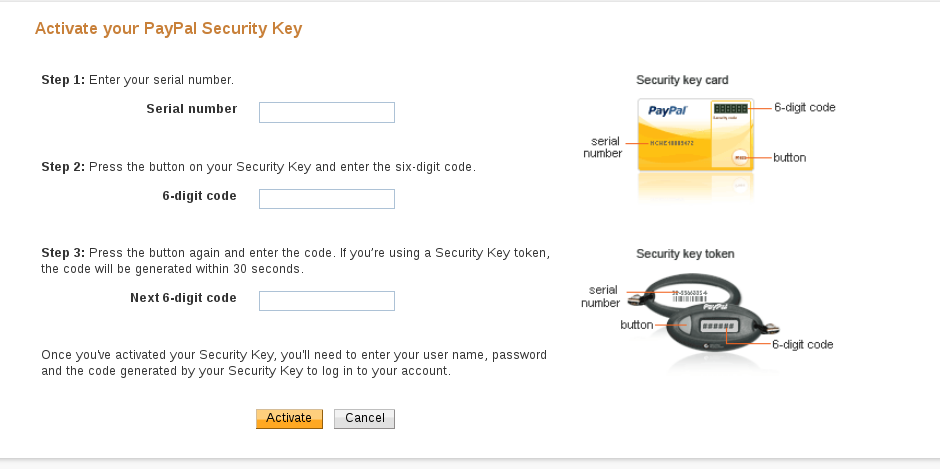 Activate your PayPal Security Key
Step 1: Enter your serial number.
Serial number
Step 2: Press the button on your Security Key and enter the six-digit code.
6-digit code
Step 3: Press the button again and enter the code. If you're using a Security Key token,
the code will be generated within 30 seconds.
Next 6-digit code
Once you've activated your Security Key, you'll need to enter your user name, password
and the code generated by your Security Key to log in to your account.
Activate Cancel
Security key card
PayPal
6-digit code
Security code
serial
number
button
Security key token
serial
number
PayPal
button
6-digit code